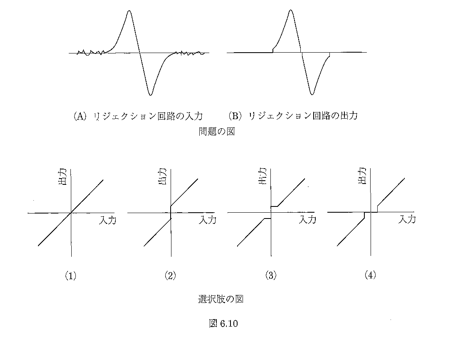 (A) リジェクション回路の入力 (B) リジェクション回路の出力
問題の図
出力 出力 出力 出力
入力 入力 入力 入力
(1) (2) (3) (4)
選択肢の図
図 6.10